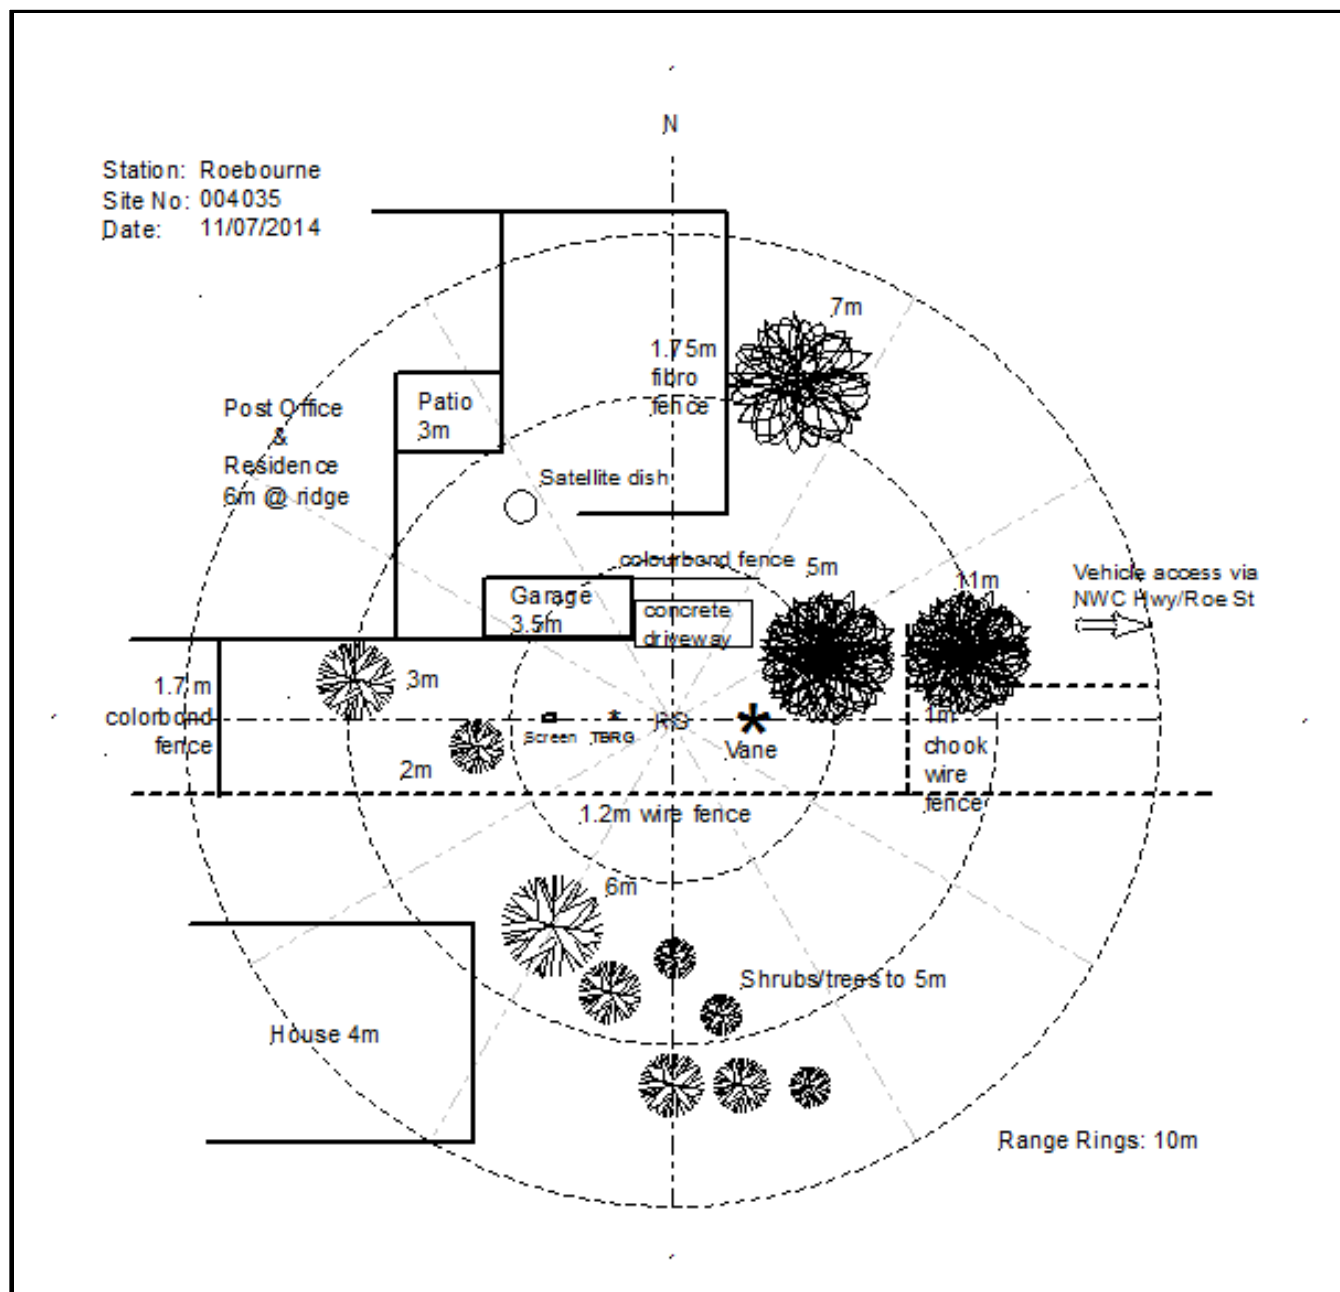 N
Station: Roebourne
Site No: 004035
Date: 11/07/2014
7m
1.75m
fibro
fence
Patio
3m
Post Office
&
Residence
6m @ ridge
Satellite dish
colourbond fence
5m
11m
Vehicle access via
NWC Hwy/Roe St
Garage
3.5m
concrete
driveway
3m
1.7 m
colorbond
fence
Screen
TBRG
RG
Vane
1m
chook
wire
fence
2m
1.2m wire fence
6m
Shrubs/trees to 5m
House 4m
Range Rings: 10m